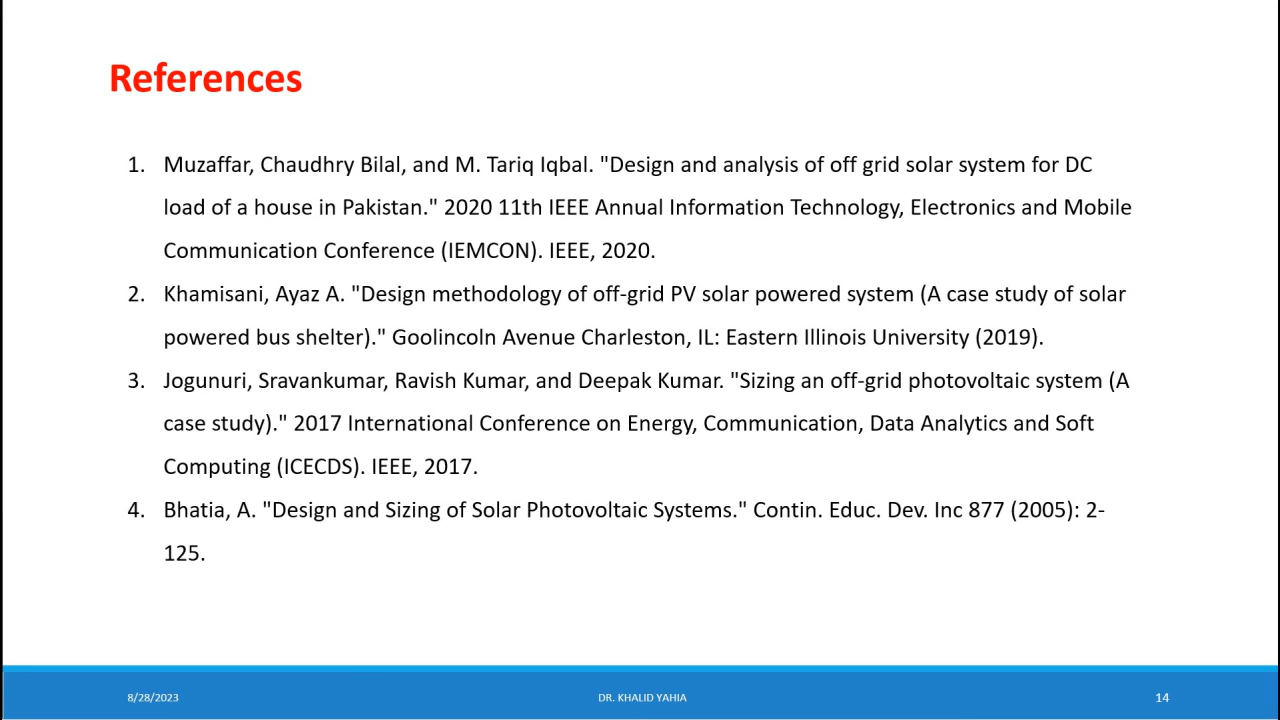 References
1. Muzaffar, Chaudhry Bilal, and M. Tariq Iqbal. "Design and analysis of off grid solar system for DC
load of a house in Pakistan." 2020 11th IEEE Annual Information Technology, Electronics and Mobile
Communication Conference (IEMCON). IEEE, 2020.
2. Khamisani, Ayaz A. "Design methodology of off-grid PV solar powered system (A case study of solar
powered bus shelter)." Goolincoln Avenue Charleston, IL: Eastern Illinois University (2019).
3. Jogunuri, Sravankumar, Ravish Kumar, and Deepak Kumar. "Sizing an off-grid photovoltaic system (A
case study)." 2017 International Conference on Energy, Communication, Data Analytics and Soft
Computing (ICECDS). IEEE, 2017.
4. Bhatia, A. "Design and Sizing of Solar Photovoltaic Systems." Contin. Educ. Dev. Inc 877 (2005): 2-
125.
8/28/2023
DR. KHALID YAHIA
14